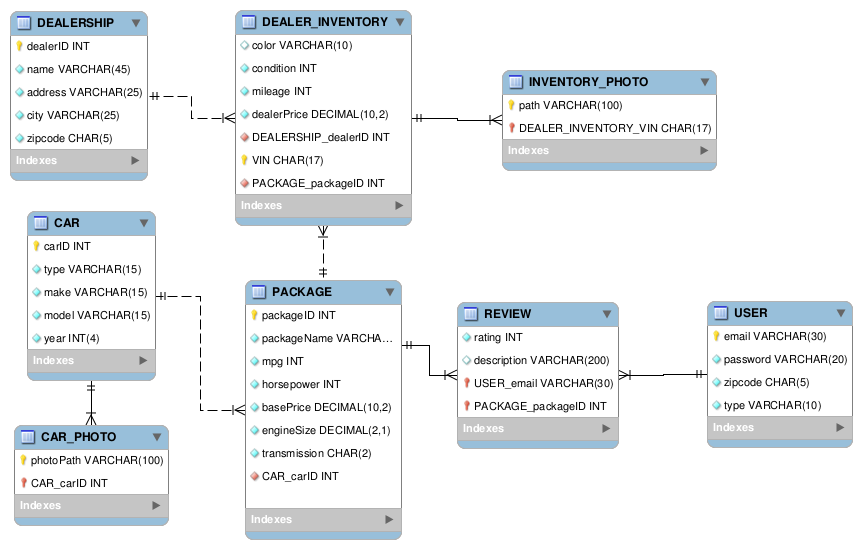 DEALERSHIP
dealerID INT
name VARCHAR(45)
address VARCHAR(25)
city VARCHAR(25)
zipcode CHAR(5)
Indexes
DEALER_INVENTORY
color VARCHAR(10)
condition INT
mileage INT
dealerPrice DECIMAL(10,2)
DEALERSHIP_dealerID INT
VIN CHAR(17)
PACKAGE_packageID INT
Indexes
INVENTORY_PHOTO
path VARCHAR(100)
DEALER_INVENTORY_VIN CHAR(17)
Indexes
CAR
carID INT
type VARCHAR(15)
make VARCHAR(15)
model VARCHAR(15)
year INT(4)
Indexes
CAR_PHOTO
photoPath VARCHAR(100)
CAR_carID INT
Indexes
PACKAGE
packageID INT
packageName VARCHA...
mpg INT
horsepower INT
basePrice DECIMAL(10,2)
engineSize DECIMAL(2,1)
transmission CHAR(2)
CAR_carID INT
Indexes
REVIEW
rating INT
description VARCHAR(200)
USER_email VARCHAR(30)
PACKAGE_packageID INT
Indexes
USER
email VARCHAR(30)
password VARCHAR(20)
zipcode CHAR(5)
type VARCHAR(10)
Indexes